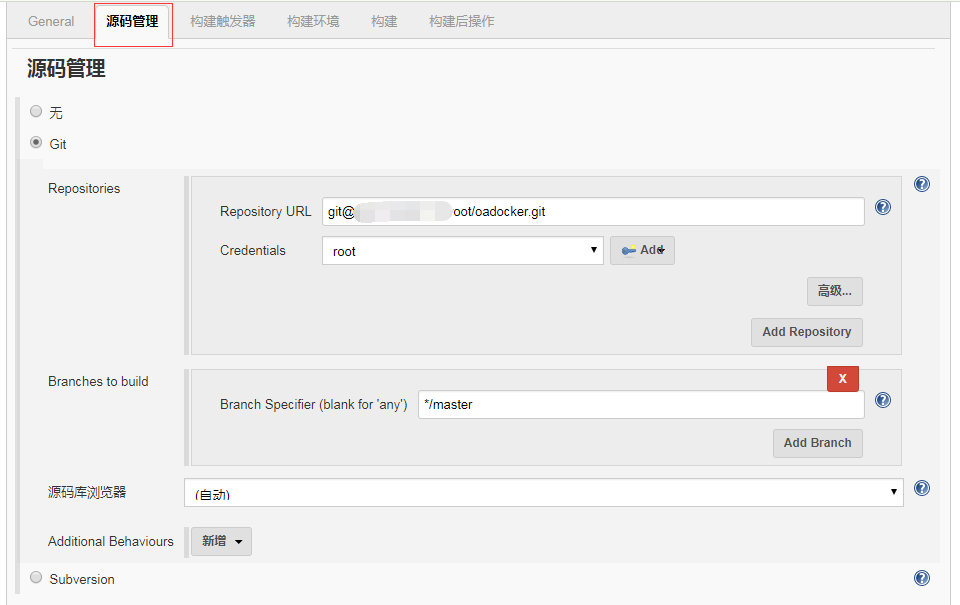 General 源码管理 构建触发器 构建环境 构建 构建后操作
源码管理
无
Git
Repositories
Repository URL git@ oot/oadocker.git
Credentials root Add
高级...
Add Repository
Branches to build
X
Branch Specifier (blank for 'any') */master
Add Branch
源码库浏览器 (自动)
Additional Behaviours 新增
Subversion